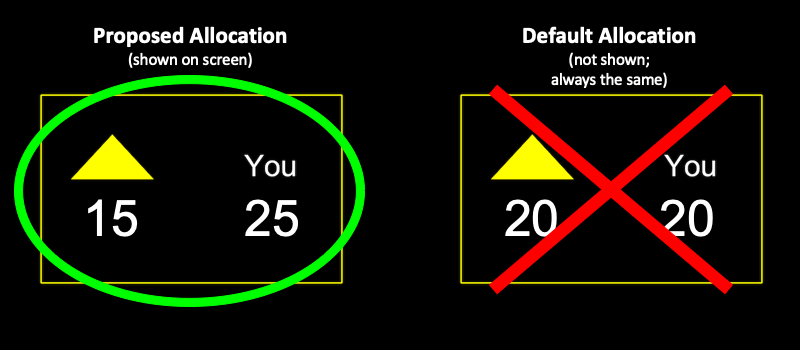 Proposed Allocation
(shown on screen)
You
15 25
Default Allocation
(not shown;
always the same)
You
20 20